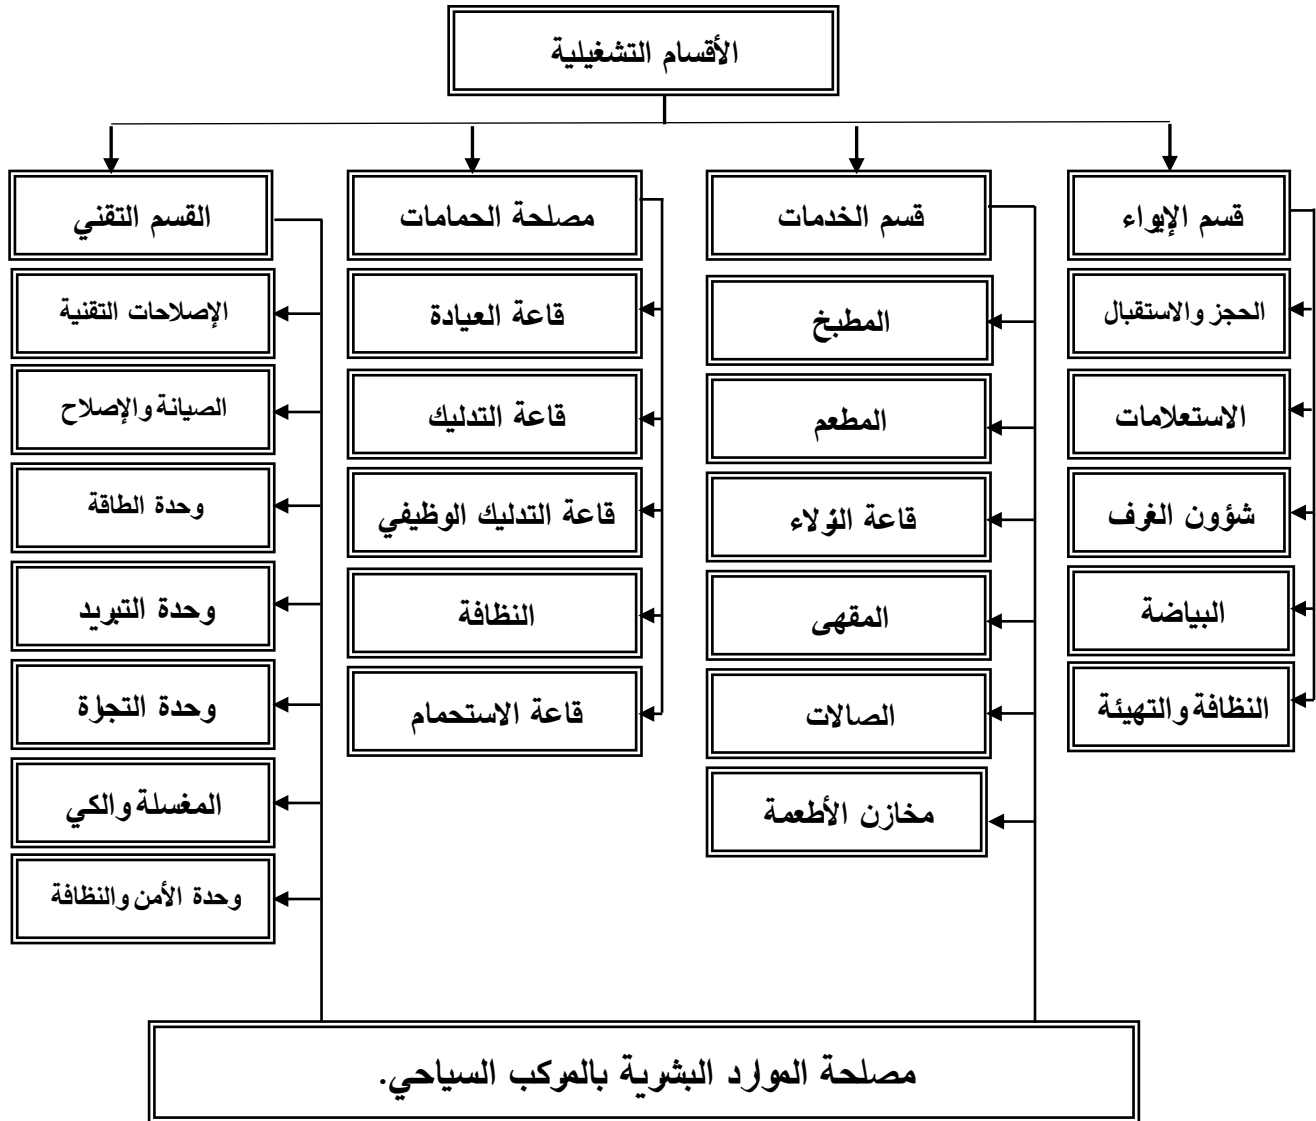 الأقسام التشغيلية
قسم الإيواء
قسم الخدمات
مصلحة الحمامات
القسم التقني
الحجز والاستقبال
الاستعلامات
شؤون الغرف
البياضة
النظافة والتهيئة
المطبخ
المطعم
قاعة النزلاء
المقهى
الصالات
مخازن الأطعمة
قاعة العيادة
قاعة التدليك
قاعة التدليك الوظيفي
النظافة
قاعة الاستحمام
الإصلاحات التقنية
الصيانة والإصلاح
وحدة الطاقة
وحدة التبريد
وحدة التجارة
المغسلة والكي
وحدة الأمن والنظافة
مصلحة الموارد البشرية بالمركب السياحي.